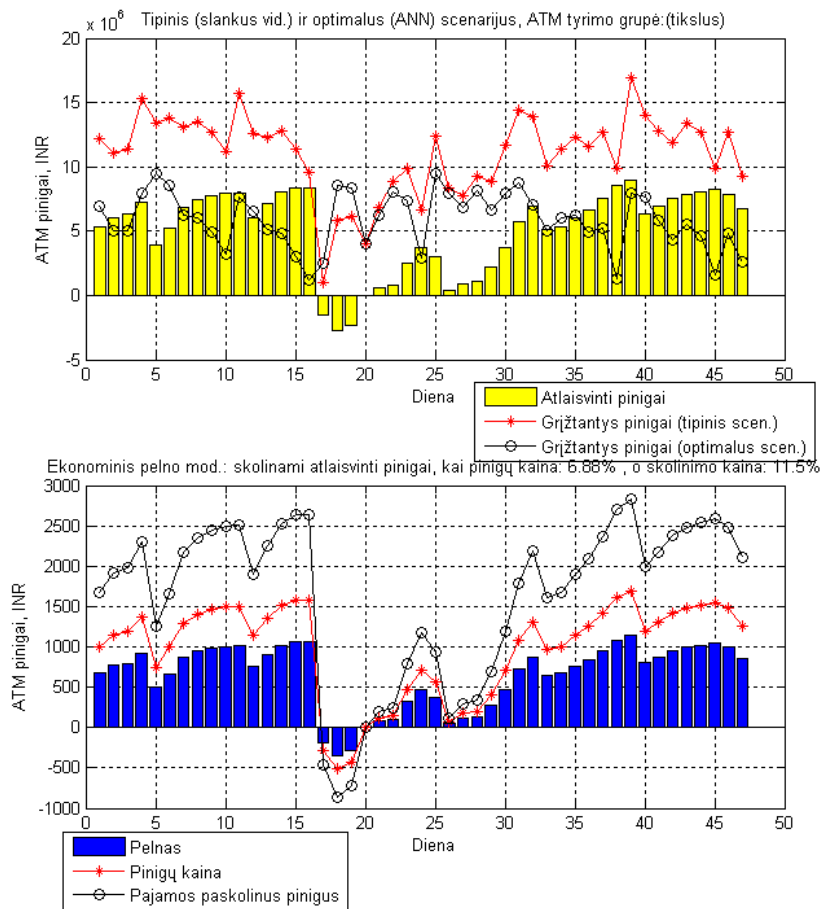 Tipinis (slankus vid.) ir optimalus (ANN) scenarijus, ATM tyrimo grupė:(tikslus)
x 10^6
20
15
10
5
0
-5
ATM pinigai, INR
0 5 10 15 20 25 30 35 40 45 50
Diena
Atlaisvinti pinigai
Grįžtantys pinigai (tipinis scen.)
Grįžtantys pinigai (optimalus scen.)
Ekonominis pelno mod.: skolinami atlaisvinti pinigai, kai pinigų kaina: 6.88% , o skolinimo kaina: 11.5%
3000
2500
2000
1500
1000
500
0
-500
-1000
ATM pinigai, INR
0 5 10 15 20 25 30 35 40 45 50
Diena
Pelnas
Pinigų kaina
Pajamos paskolinus pinigus